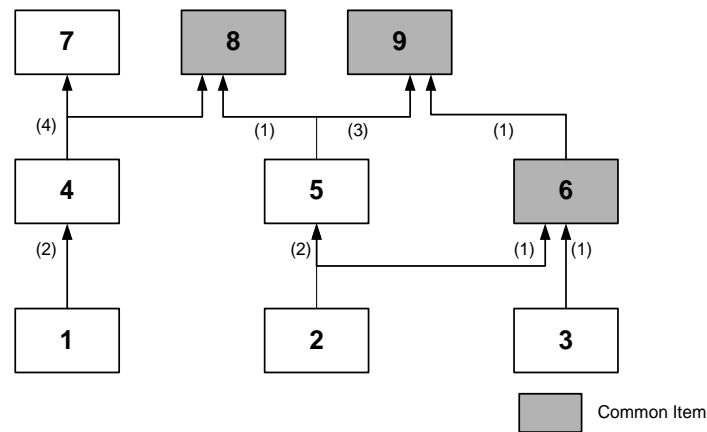 7 8 9
(4) (1) (3) (1)
4 5 6
(2) (2) (1) (1)
1 2 3
Common Item